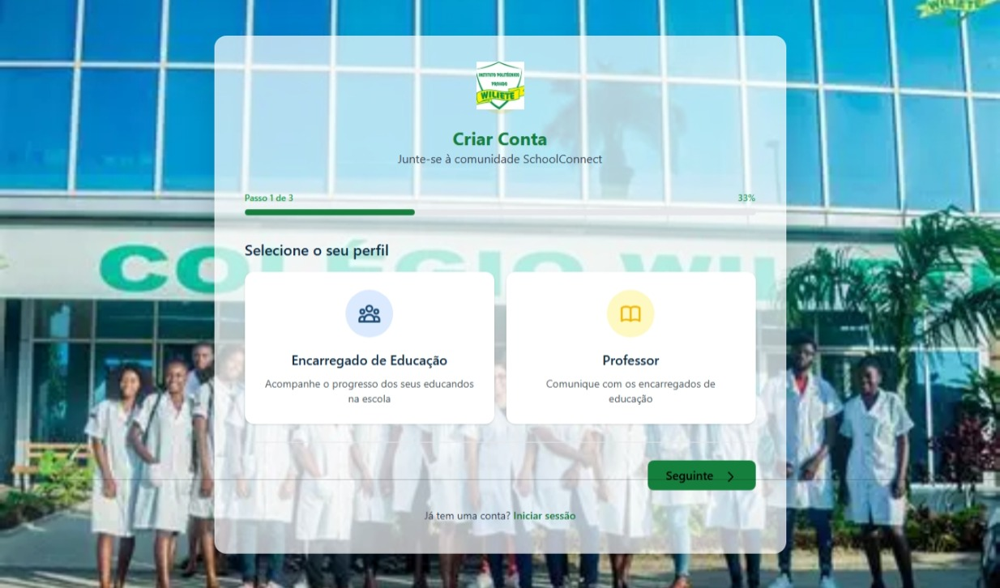 WILIETE
INSTITUTO POLITÉCNICO
PRIVADO
WILIETE
Criar Conta
Junte-se à comunidade SchoolConnect
Passo 1 de 3
33%
COLÉGIO WILI
Selecione o seu perfil
Encarregado de Educação
Acompanhe o progresso dos seus educandos
na escola
Professor
Comunique com os encarregados de
educação
Seguinte
Já tem uma conta? Iniciar sessão